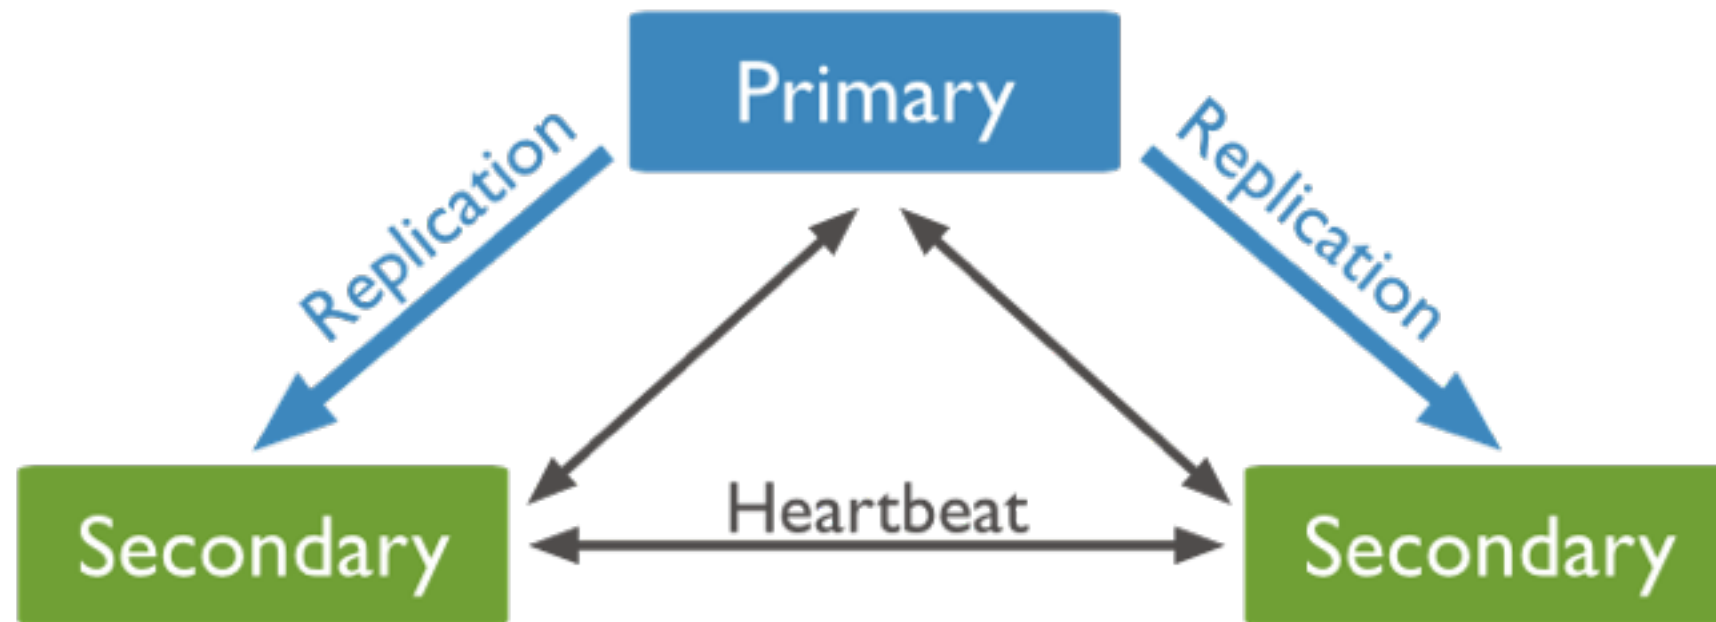 Primary
Replication
Replication
Heartbeat
Secondary
Secondary